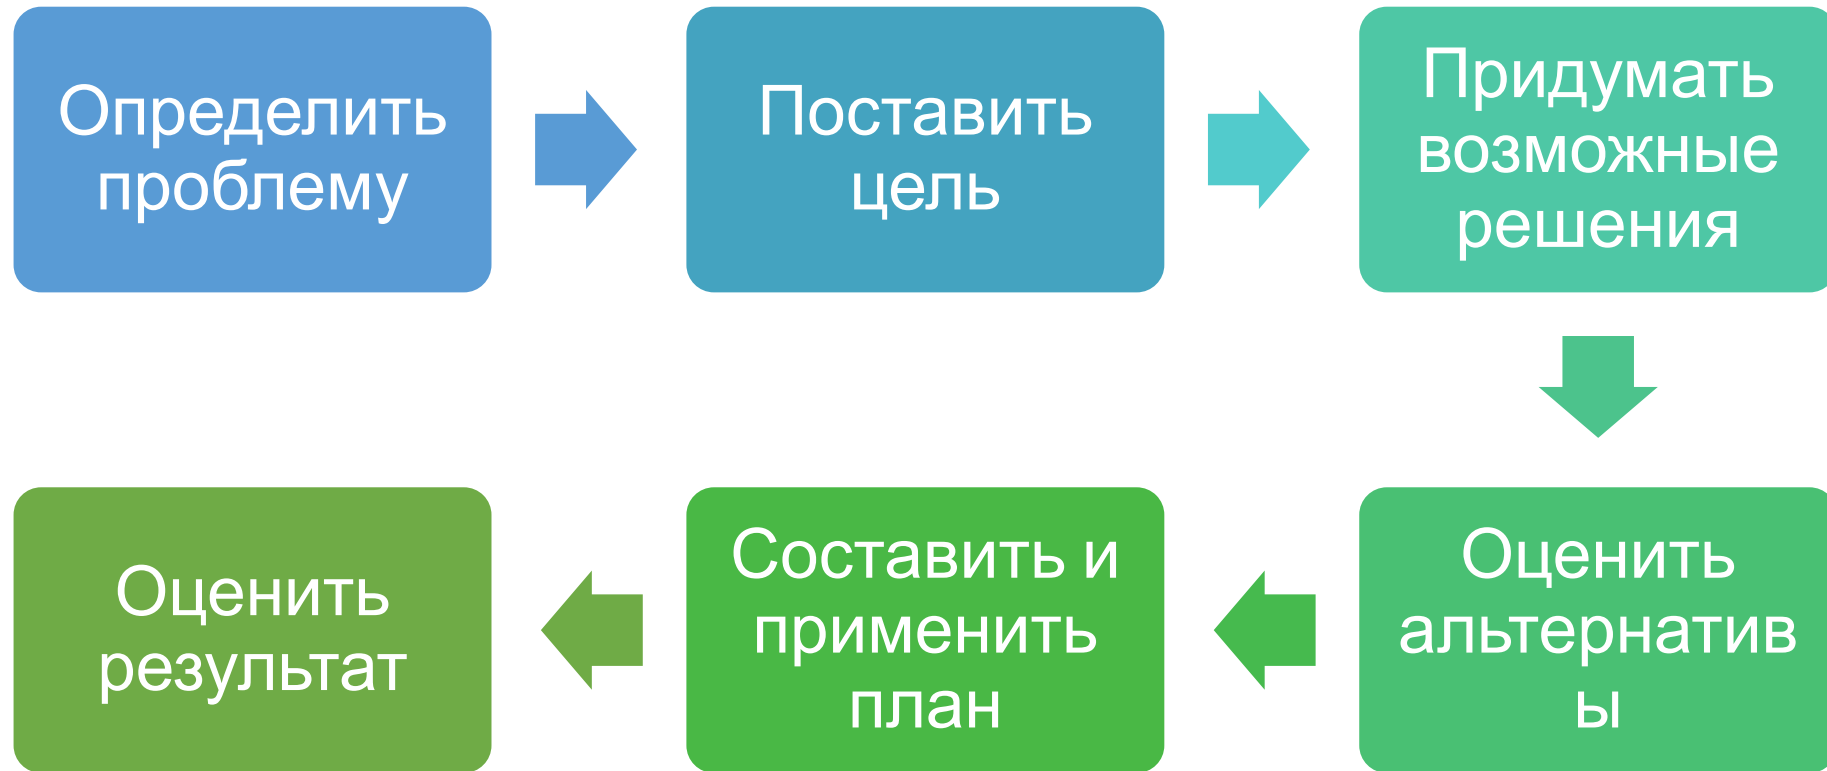 Определить
проблему
Поставить
цель
Придумать
возможные
решения
Оценить
альтернатив
ы
Составить и
применить
план
Оценить
результат